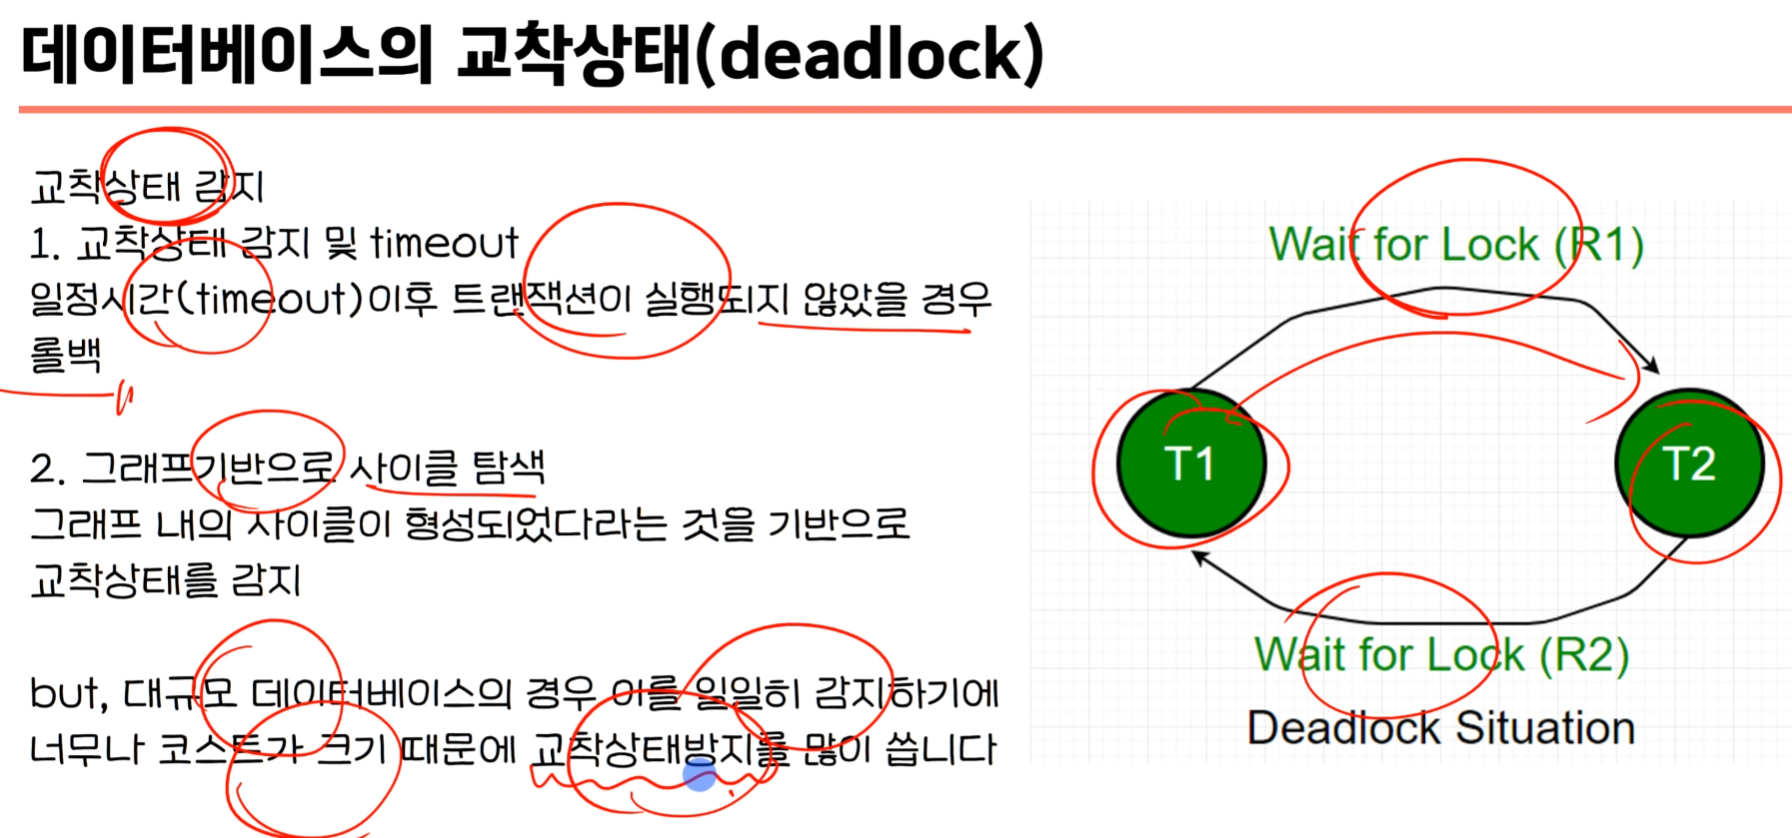 데이터베이스의 교착상태(deadlock)
교착상태 감지
1. 교착상태 감지 및 timeout
일정시간(timeout)이후 트랜잭션이 실행되지 않았을 경우
롤백
2. 그래프기반으로 사이클 탐색
그래프 내의 사이클이 형성되었다라는 것을 기반으로
교착상태를 감지
but, 대규모 데이터베이스의 경우 이를 일일히 감지하기에
너무나 코스트가 크기 때문에 교착상태방지를 많이 씁니다
Wait for Lock (R1)
T1
T2
Wait for Lock (R2)
Deadlock Situation